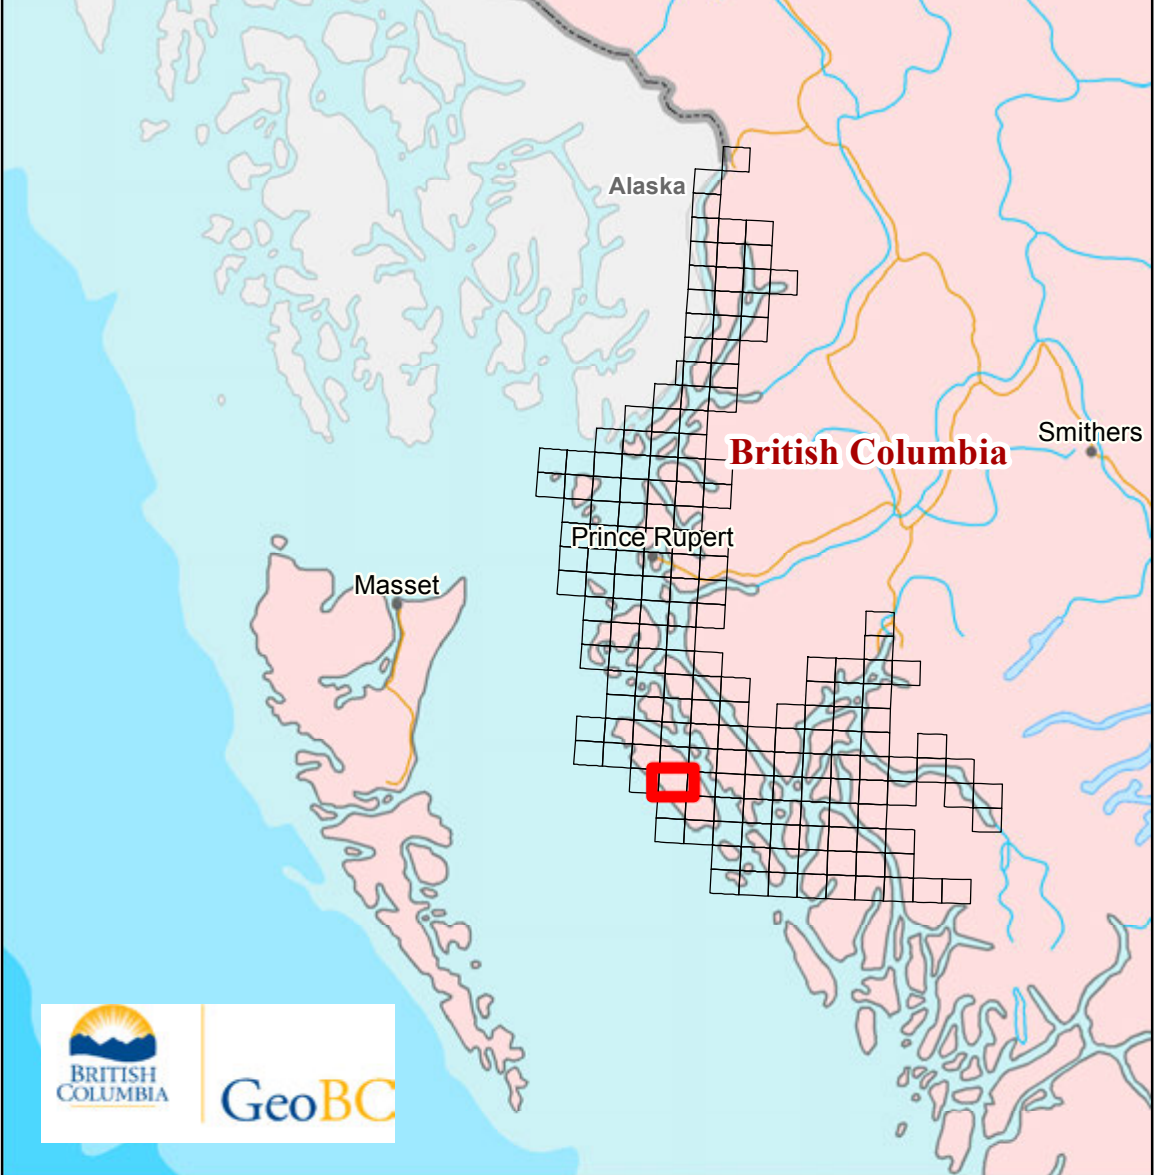 Alaska
Smithers
British Columbia
Prince Rupert
Masset
BRITISH
COLUMBIA
GeoBC